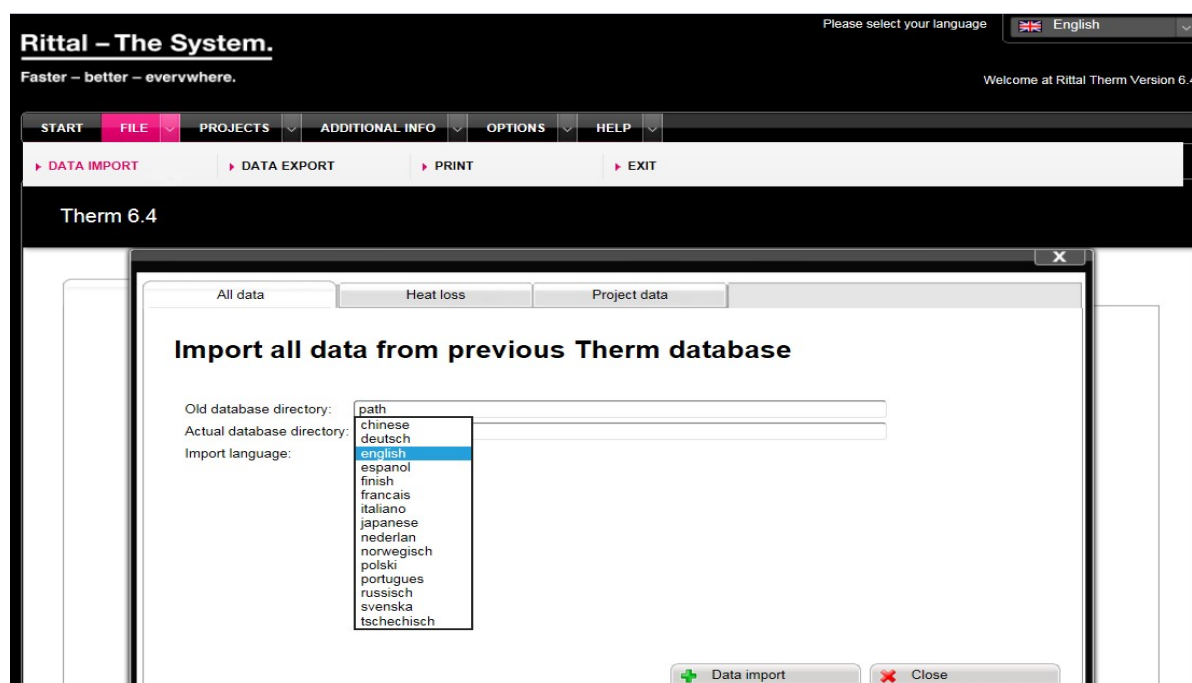 Please select your language English
Rittal – The System.
Faster – better – everywhere.
Welcome at Rittal Therm Version 6.4
START FILE PROJECTS ADDITIONAL INFO OPTIONS HELP
DATA IMPORT DATA EXPORT PRINT EXIT
Therm 6.4
X
All data Heat loss Project data
Import all data from previous Therm database
Old database directory: path
Actual database directory:
Import language:
chinese
deutsch
english
espanol
finish
francais
italiano
japanese
nederlan
norwegisch
polski
portugues
russisch
svenska
tschechisch
Data import Close